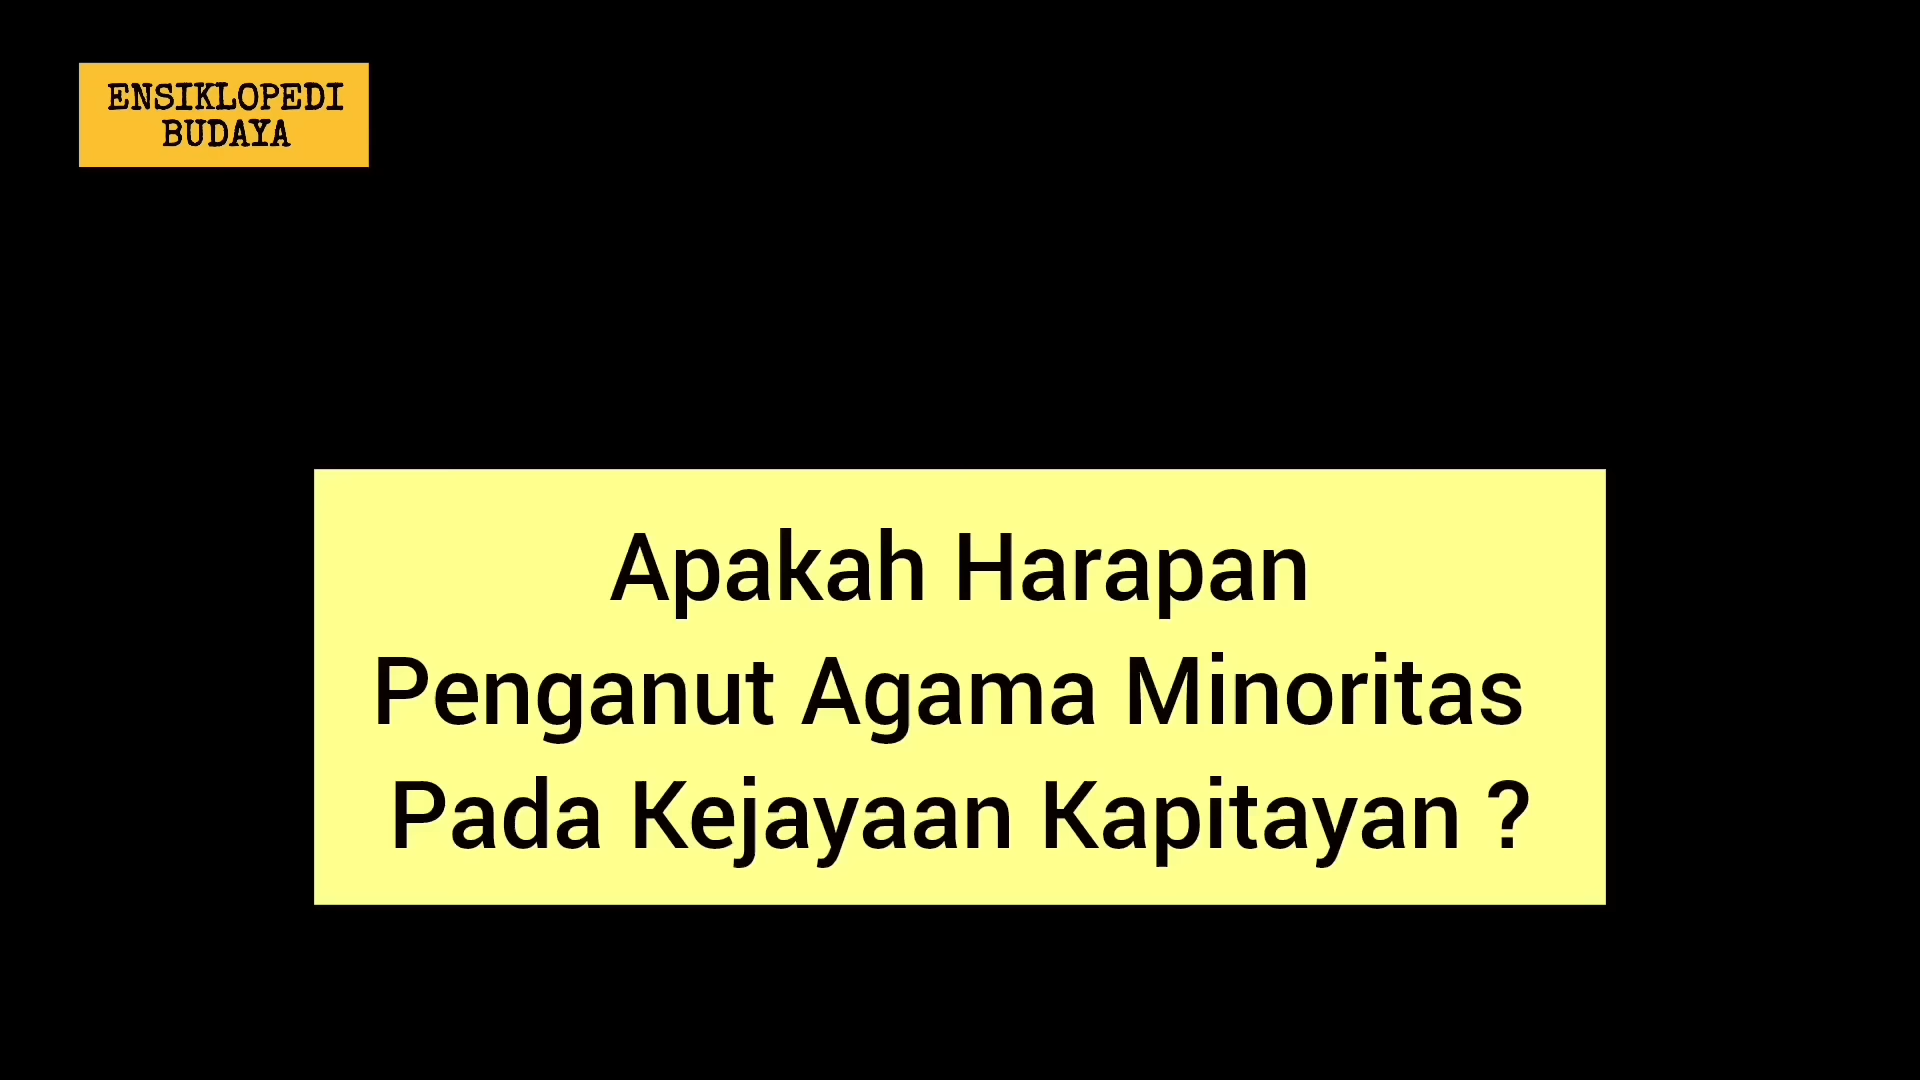 ENSIKLOPEDI
BUDAYA
Apakah Harapan
Penganut Agama Minoritas
Pada Kejayaan Kapitayan ?